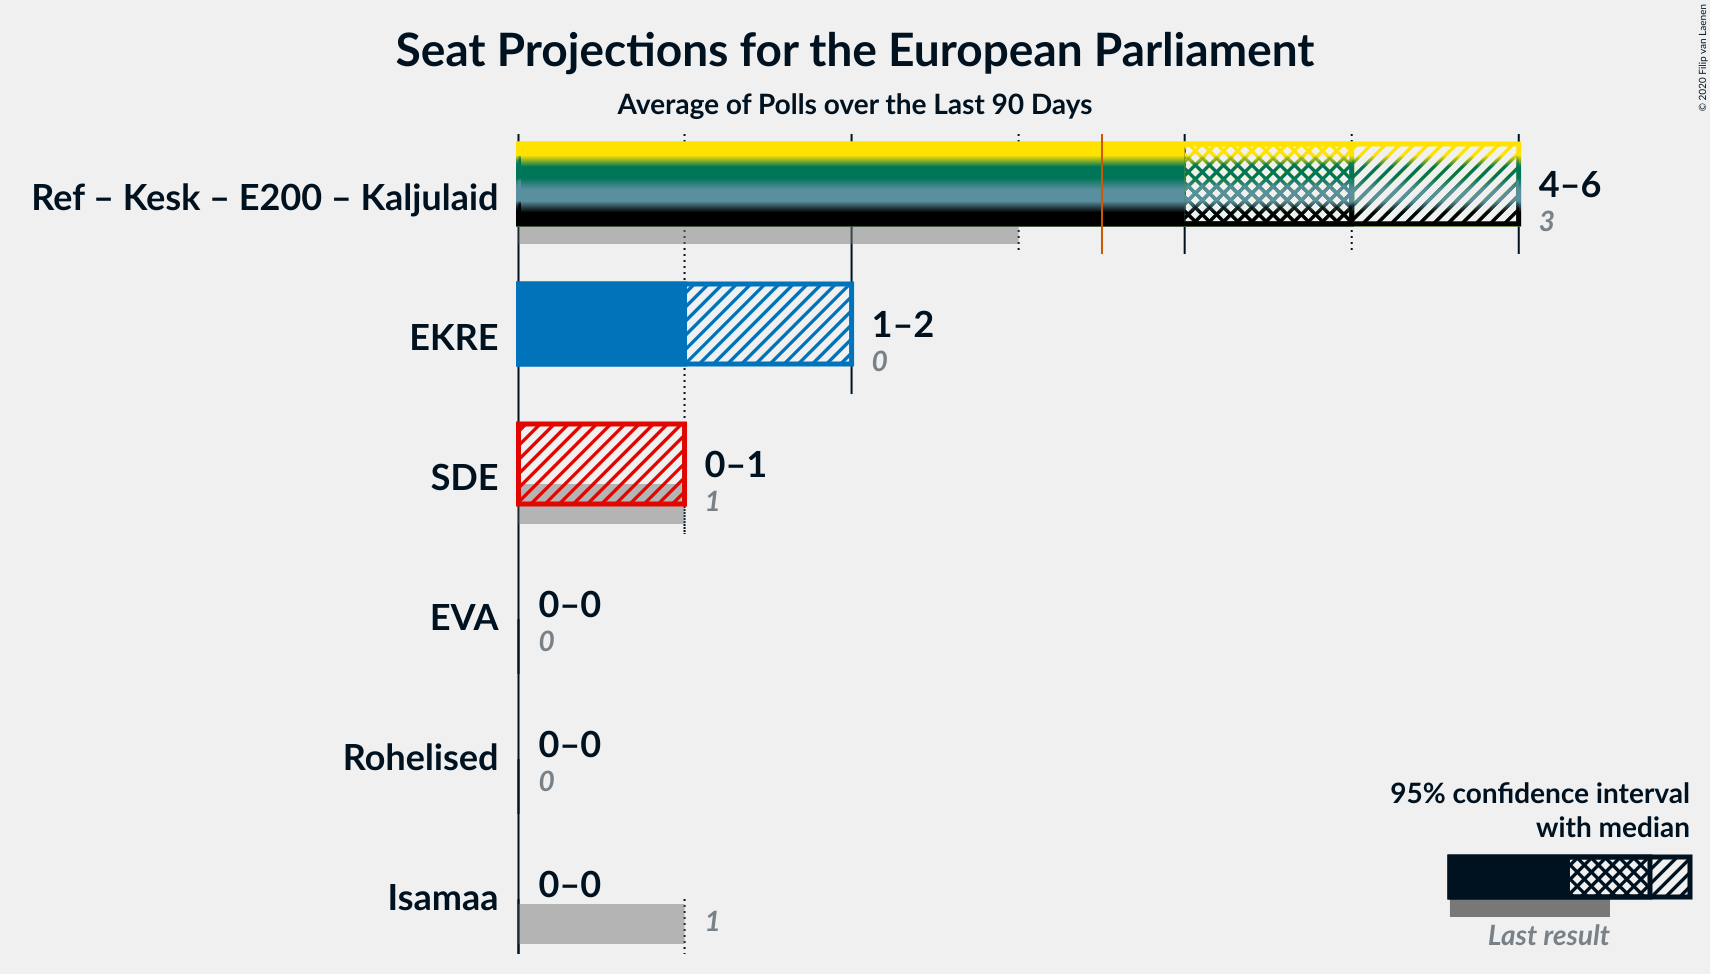 Seat Projections for the European Parliament
Average of Polls over the Last 90 Days
© 2020 Filip van Laenen
Ref – Kesk – E200 – Kaljulaid
4–6
3
EKRE
1–2
0
SDE
0–1
1
EVA
0–0
0
Rohelised
0–0
0
Isamaa
0–0
1
95% confidence interval
with median
Last result